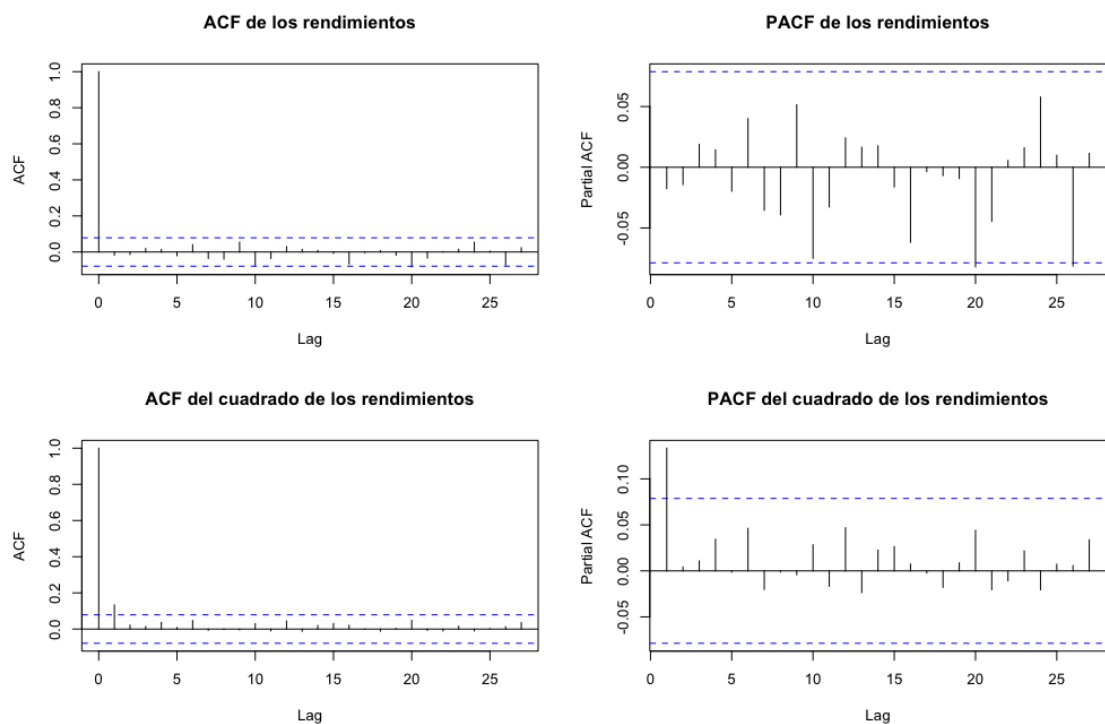 ACF de los rendimientos
ACF
0.0 0.2 0.4 0.6 0.8 1.0
0 5 10 15 20 25
Lag
PACF de los rendimientos
Partial ACF
-0.05 0.00 0.05
0 5 10 15 20 25
Lag
ACF del cuadrado de los rendimientos
ACF
0.0 0.2 0.4 0.6 0.8 1.0
0 5 10 15 20 25
Lag
PACF del cuadrado de los rendimientos
Partial ACF
-0.05 0.00 0.05 0.10
0 5 10 15 20 25
Lag